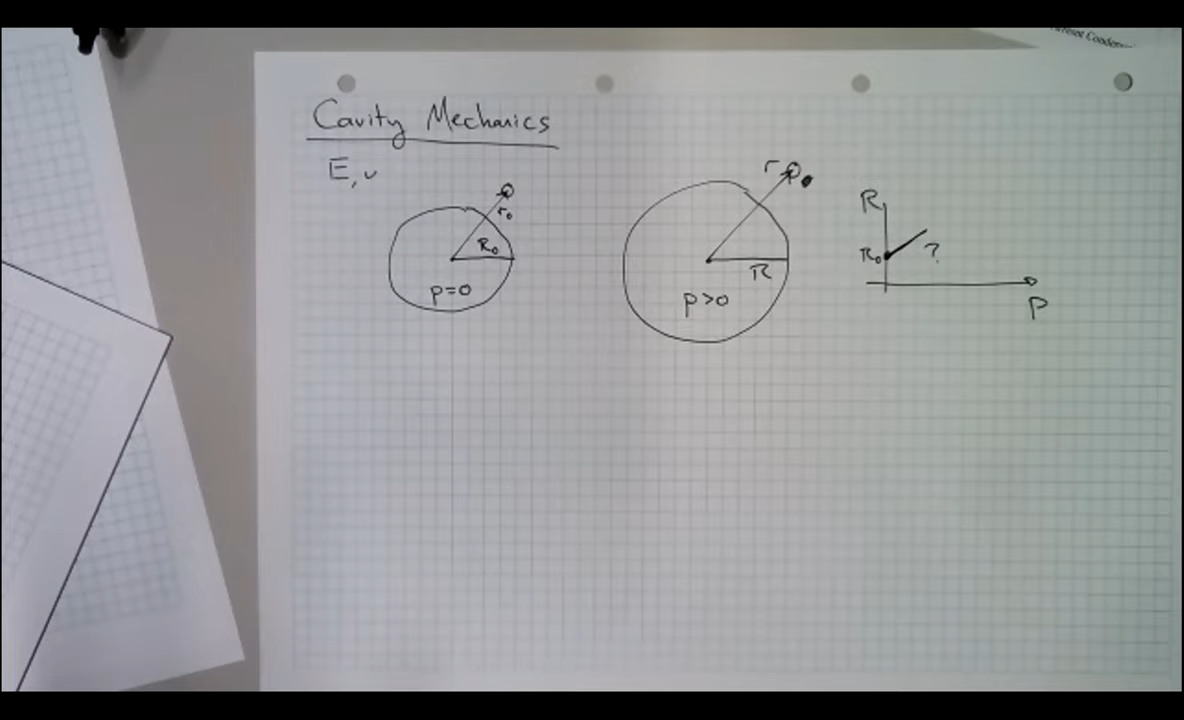 Cavity Mechanics
E, ν
r₀
R₀
p=0
r
R
p>0
R
R₀
?
p